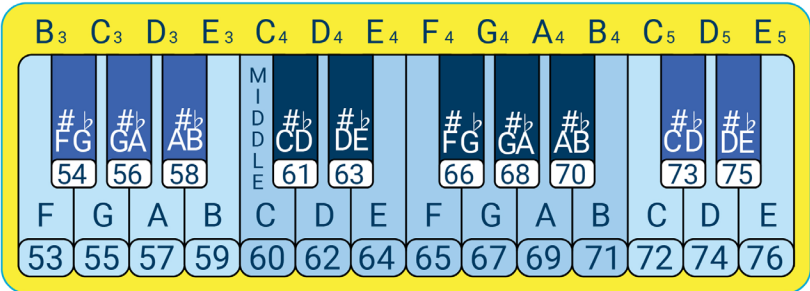 B3 C3 D3 E3 C4 D4 E4 F4 G4 A4 B4 C5 D5 E5
MIDDLE
# ♭ # ♭ # ♭ # ♭ # ♭ # ♭ # ♭ # ♭ # ♭ # ♭
FG GA AB CD DE FG GA AB CD DE
54 56 58 61 63 66 68 70 73 75
F G A B C D E F G A B C D E
53 55 57 59 60 62 64 65 67 69 71 72 74 76